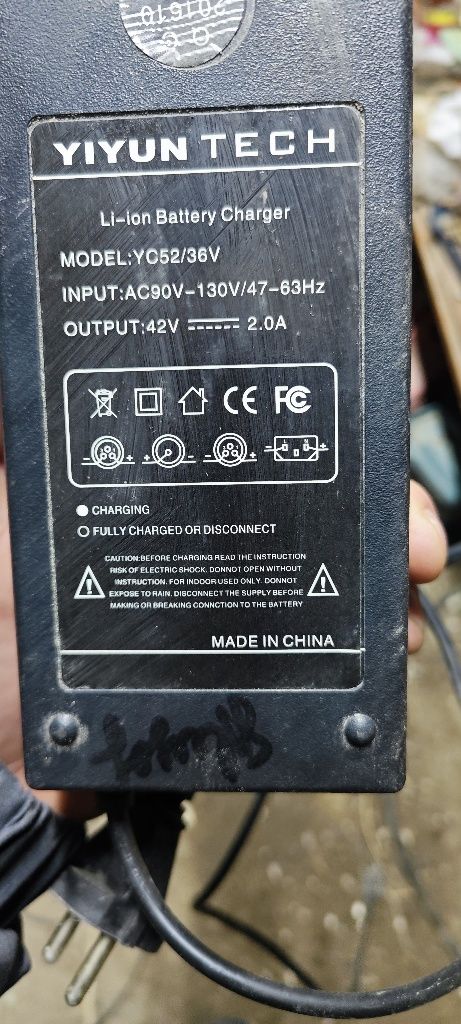 YIYUN TECH
Li-ion Battery Charger
MODEL:YC52/36V
INPUT:AC90V-130V/47-63Hz
OUTPUT:42V 2.0A
CE FC
CHARGING
FULLY CHARGED OR DISCONNECT
CAUTION:BEFORE CHARGING READ THE INSTRUCTION
RISK OF ELECTRIC SHOCK. DONNOT OPEN WITHOUT
INSTRUCTION. FOR INDOOR USED ONLY. DONNOT
EXPOSE TO RAIN. DISCONNECT THE SUPPLY BEFORE
MAKING OR BREAKING CONNCTION TO THE BATTERY
MADE IN CHINA